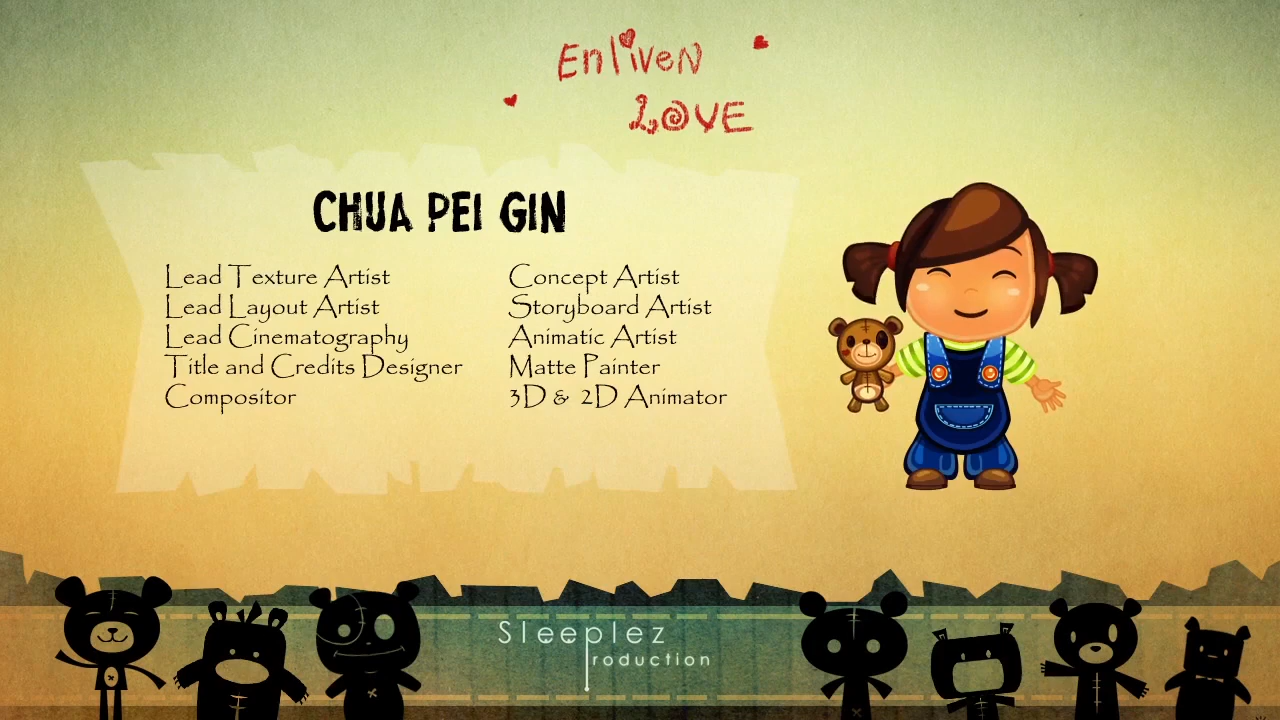 Enliven
LOVE
CHUA PEI GIN
Lead Texture Artist
Lead Layout Artist
Lead Cinematography
Title and Credits Designer
Compositor
Concept Artist
Storyboard Artist
Animatic Artist
Matte Painter
3D & 2D Animator
Sleeplez
Production